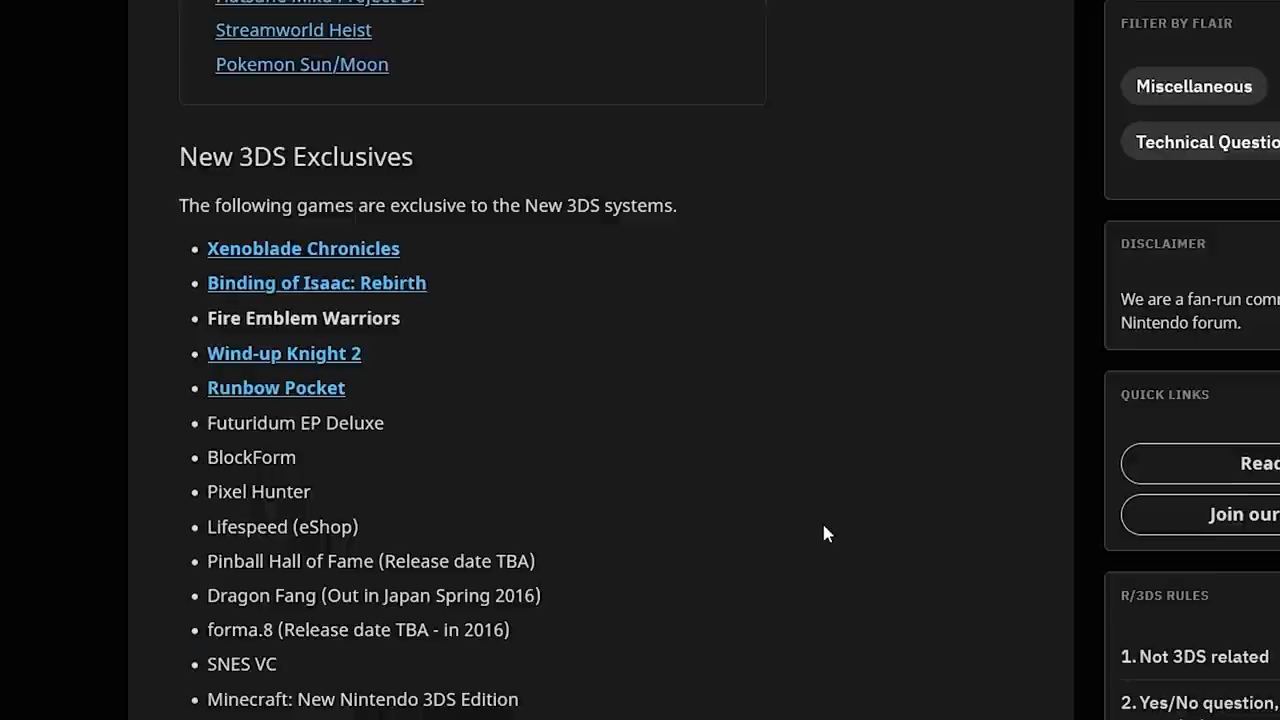 Hatsune Miku Project DX
Streamworld Heist
Pokemon Sun/Moon
New 3DS Exclusives
The following games are exclusive to the New 3DS systems.
Xenoblade Chronicles
Binding of Isaac: Rebirth
Fire Emblem Warriors
Wind-up Knight 2
Runbow Pocket
Futuridum EP Deluxe
BlockForm
Pixel Hunter
Lifespeed (eShop)
Pinball Hall of Fame (Release date TBA)
Dragon Fang (Out in Japan Spring 2016)
forma.8 (Release date TBA - in 2016)
SNES VC
Minecraft: New Nintendo 3DS Edition
FILTER BY FLAIR
Miscellaneous
Technical Questio
DISCLAIMER
We are a fan-run com
Nintendo forum.
QUICK LINKS
Read
Join our
R/3DS RULES
1. Not 3DS related
2. Yes/No question,